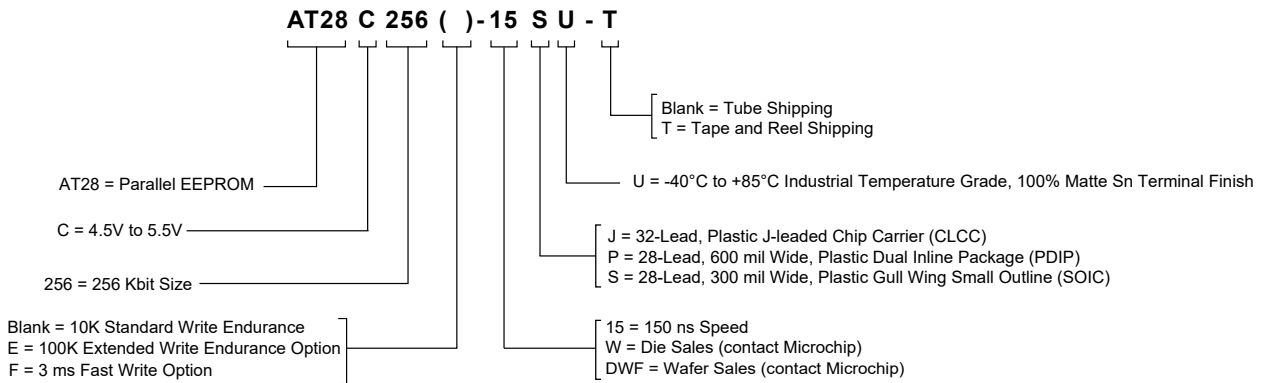 AT28 C 256 ( )-15 S U - T
Blank = Tube Shipping
T = Tape and Reel Shipping
AT28 = Parallel EEPROM
U = -40°C to +85°C Industrial Temperature Grade, 100% Matte Sn Terminal Finish
C = 4.5V to 5.5V
J = 32-Lead, Plastic J-leaded Chip Carrier (CLCC)
P = 28-Lead, 600 mil Wide, Plastic Dual Inline Package (PDIP)
S = 28-Lead, 300 mil Wide, Plastic Gull Wing Small Outline (SOIC)
256 = 256 Kbit Size
Blank = 10K Standard Write Endurance
E = 100K Extended Write Endurance Option
F = 3 ms Fast Write Option
15 = 150 ns Speed
W = Die Sales (contact Microchip)
DWF = Wafer Sales (contact Microchip)